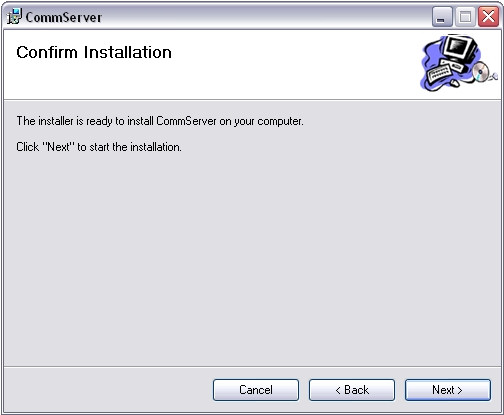 CommServer
Confirm Installation
The installer is ready to install CommServer on your computer.
Click "Next" to start the installation.
Cancel
< Back
Next >